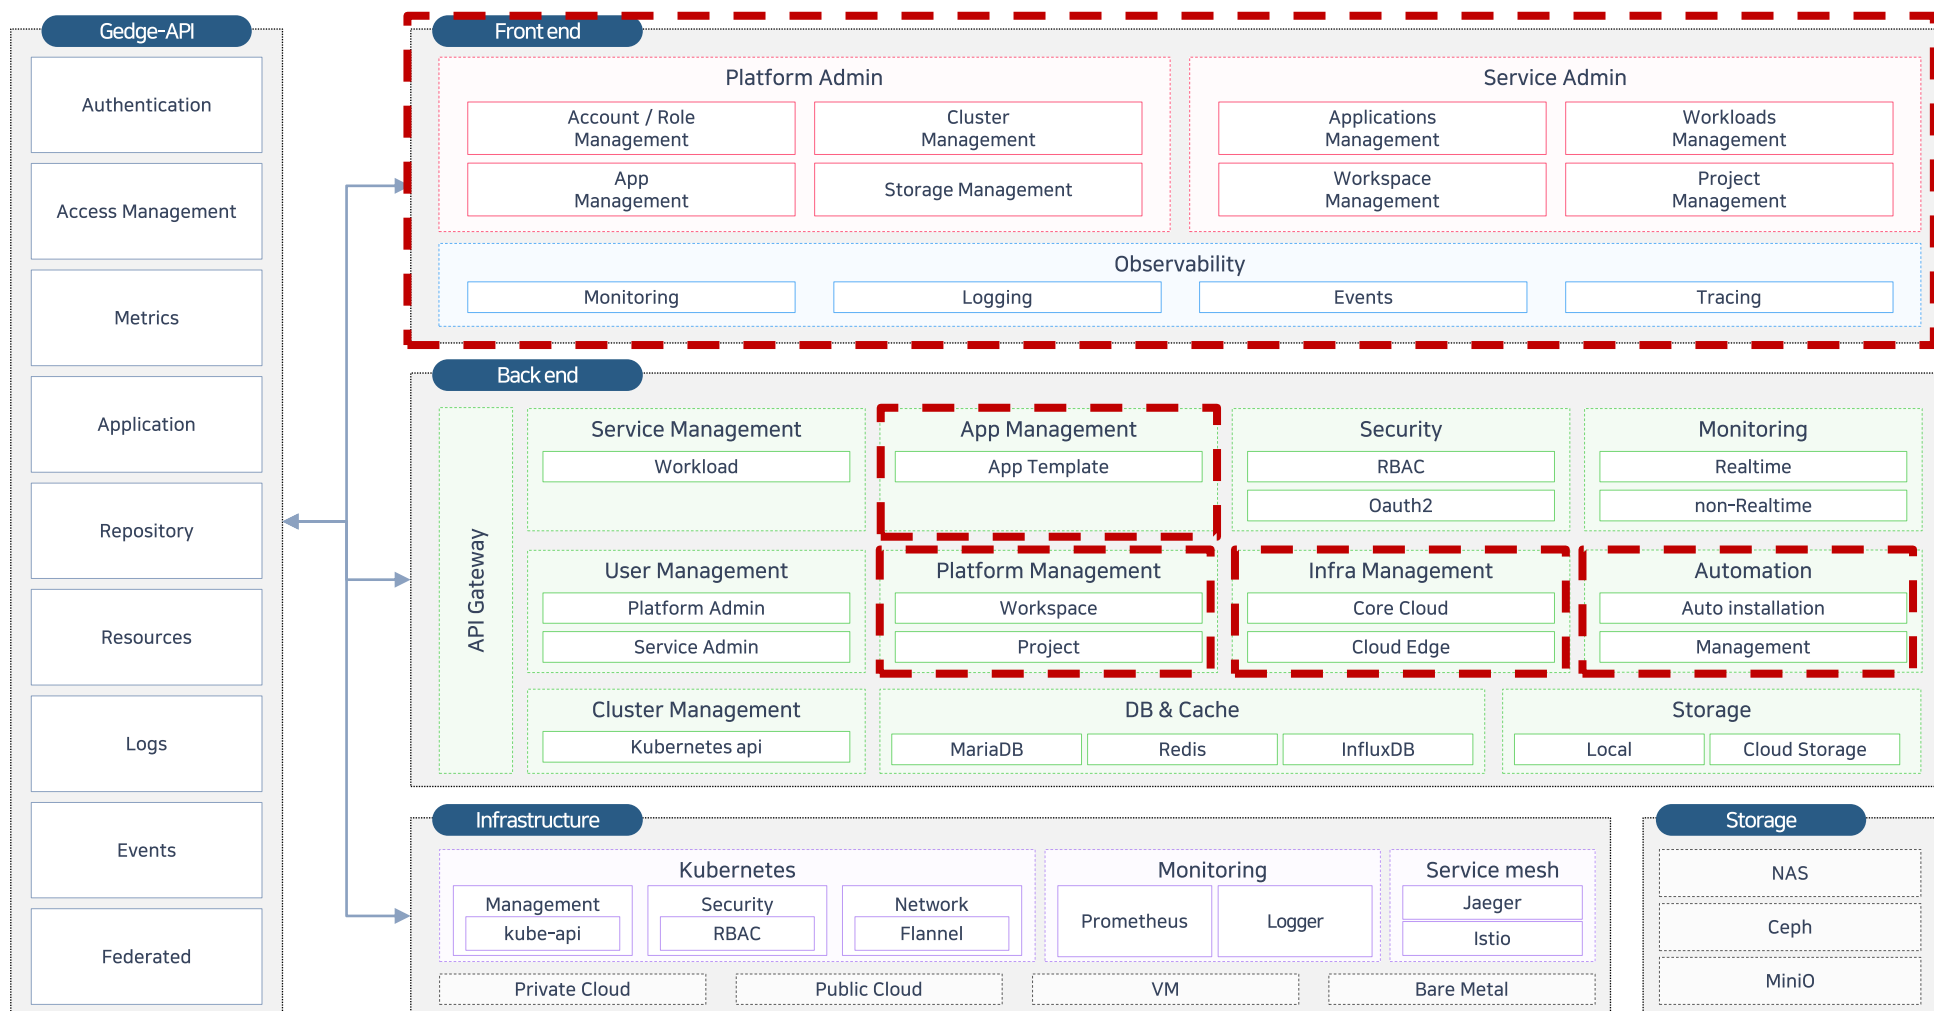 Gedge-API
Authentication
Access Management
Metrics
Application
Repository
Resources
Logs
Events
Federated
Front end
Platform Admin
Account / Role
Management
Cluster
Management
App
Management
Storage Management
Service Admin
Applications
Management
Workloads
Management
Workspace
Management
Project
Management
Observability
Monitoring
Logging
Events
Tracing
Back end
API Gateway
Service Management
Workload
App Management
App Template
Security
RBAC
Oauth2
Monitoring
Realtime
non-Realtime
User Management
Platform Admin
Service Admin
Platform Management
Workspace
Project
Infra Management
Core Cloud
Cloud Edge
Automation
Auto installation
Management
Cluster Management
Kubernetes api
DB & Cache
MariaDB
Redis
InfluxDB
Storage
Local
Cloud Storage
Infrastructure
Kubernetes
Management
kube-api
Security
RBAC
Network
Flannel
Monitoring
Prometheus
Logger
Service mesh
Jaeger
Istio
Private Cloud
Public Cloud
VM
Bare Metal
Storage
NAS
Ceph
MiniO